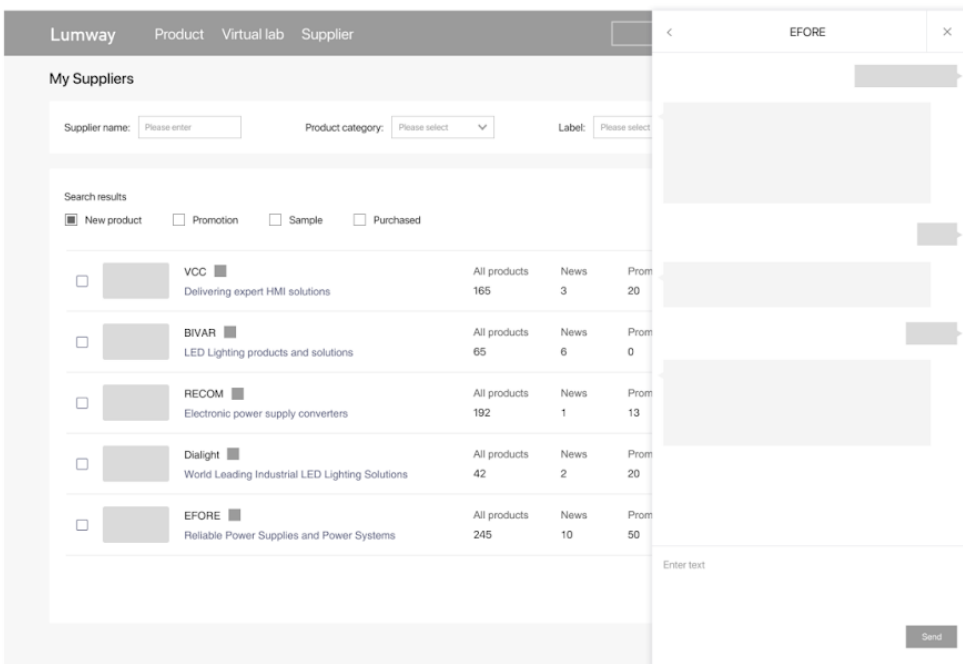 Lumway Product Virtual lab Supplier
My Suppliers
Supplier name: Please enter Product category: Please select Label: Please select
Search results
New product Promotion Sample Purchased
VCC All products News Prom
Delivering expert HMI solutions 165 3 20
BIVAR All products News Prom
LED Lighting products and solutions 65 6 0
RECOM All products News Prom
Electronic power supply converters 192 1 13
Dialight All products News Prom
World Leading Industrial LED Lighting Solutions 42 2 20
EFORE All products News Prom
Reliable Power Supplies and Power Systems 245 10 50
EFORE
Enter text
Send